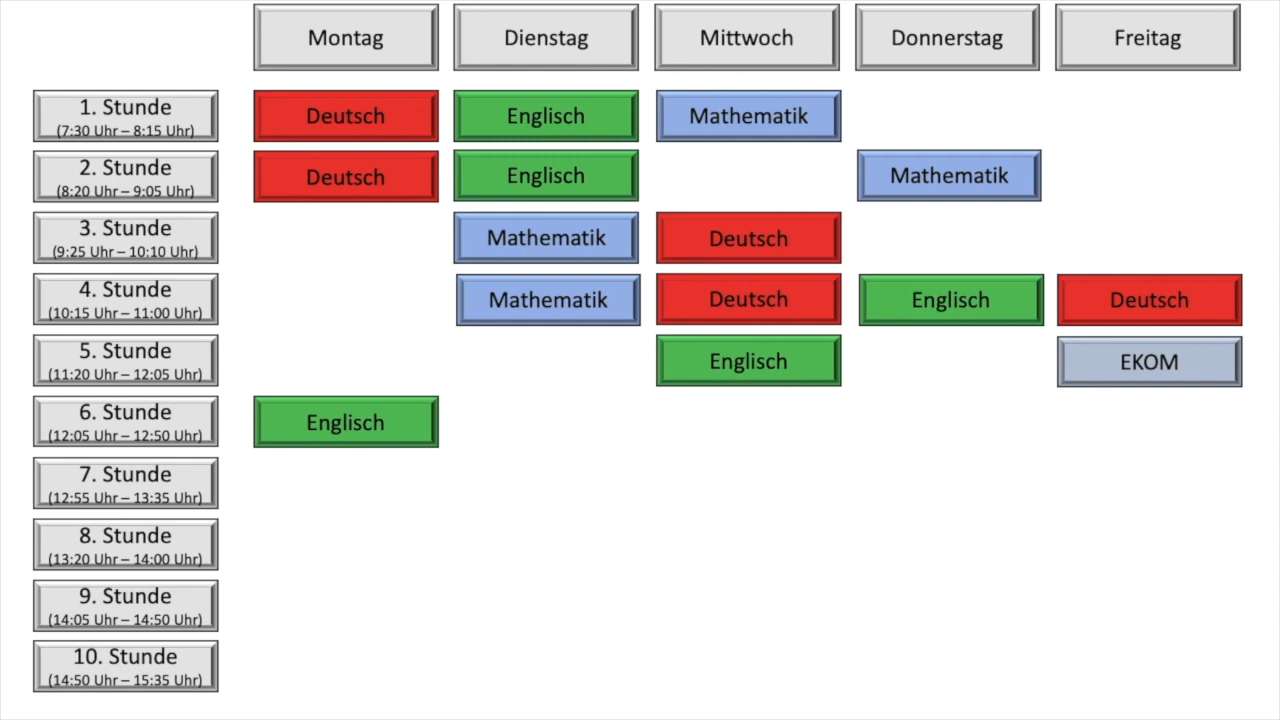 Montag Dienstag Mittwoch Donnerstag Freitag
1. Stunde
(7:30 Uhr – 8:15 Uhr)
Deutsch Englisch Mathematik
2. Stunde
(8:20 Uhr – 9:05 Uhr)
Deutsch Englisch Mathematik
3. Stunde
(9:25 Uhr – 10:10 Uhr)
Mathematik Deutsch
4. Stunde
(10:15 Uhr – 11:00 Uhr)
Mathematik Deutsch Englisch Deutsch
5. Stunde
(11:20 Uhr – 12:05 Uhr)
Englisch EKOM
6. Stunde
(12:05 Uhr – 12:50 Uhr)
Englisch
7. Stunde
(12:55 Uhr – 13:35 Uhr)
8. Stunde
(13:20 Uhr – 14:00 Uhr)
9. Stunde
(14:05 Uhr – 14:50 Uhr)
10. Stunde
(14:50 Uhr – 15:35 Uhr)